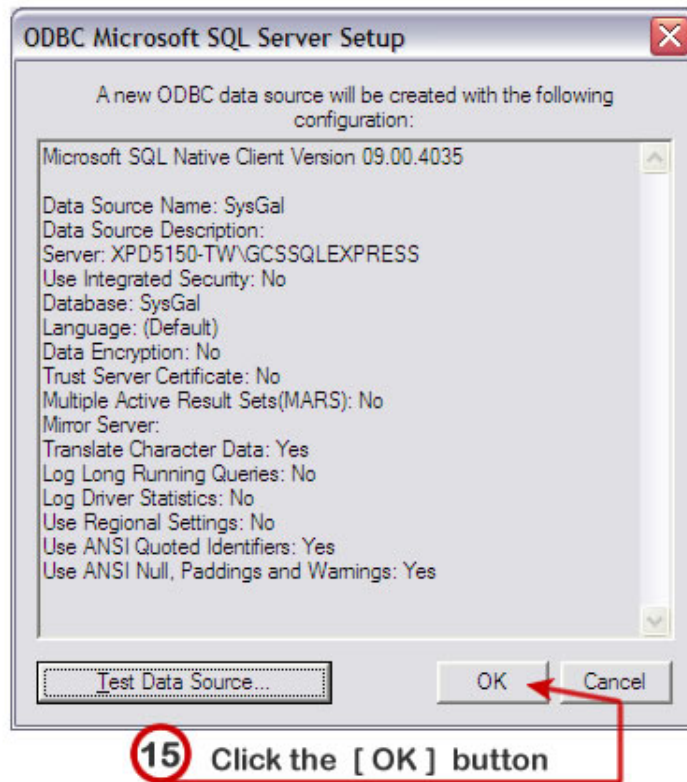 ODBC Microsoft SQL Server Setup
A new ODBC data source will be created with the following
configuration:
Microsoft SQL Native Client Version 09.00.4035
Data Source Name: SysGal
Data Source Description:
Server: XPD5150-TW\GCSSQLEXPRESS
Use Integrated Security: No
Database: SysGal
Language: (Default)
Data Encryption: No
Trust Server Certificate: No
Multiple Active Result Sets(MARS): No
Mirror Server:
Translate Character Data: Yes
Log Long Running Queries: No
Log Driver Statistics: No
Use Regional Settings: No
Use ANSI Quoted Identifiers: Yes
Use ANSI Null, Paddings and Warnings: Yes
Test Data Source... OK Cancel
15 Click the [ OK ] button